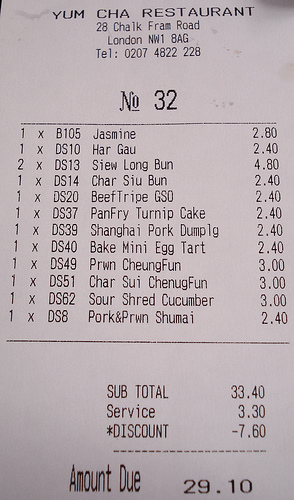 YUM CHA RESTAURANT
28 Chalk Fram Road
London NW1 8AG
Tel: 0207 4822 228
№ 32
1 x B105 Jasmine 2.80
1 x DS10 Har Gau 2.40
2 x DS13 Siew Long Bun 4.80
1 x DS14 Char Siu Bun 2.40
1 x DS20 BeefTripe GSO 2.40
1 x DS37 PanFry Turnip Cake 2.40
1 x DS39 Shanghai Pork Dumplg 2.40
1 x DS40 Bake Mini Egg Tart 2.40
1 x DS49 Prwn CheungFun 3.00
1 x DS51 Char Sui ChenugFun 3.00
1 x DS62 Sour Shred Cucumber 3.00
1 x DS8 Pork&Prwn Shumai 2.40
SUB TOTAL 33.40
Service 3.30
*DISCOUNT -7.60
Amount Due 29.10